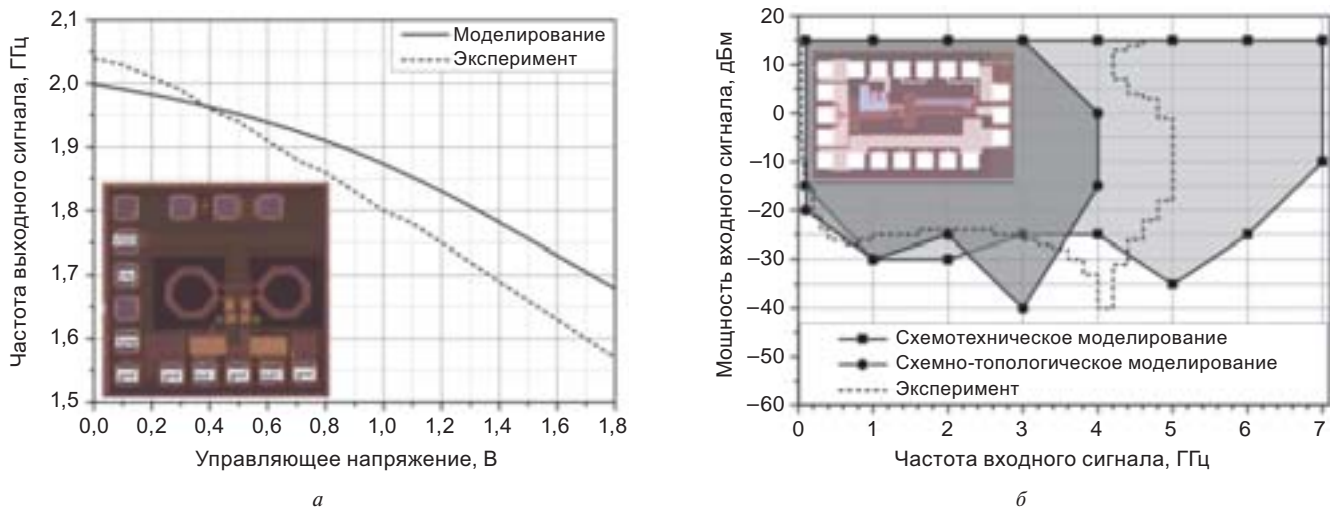 Частота выходного сигнала, ГГц
2,1
2,0
1,9
1,8
1,7
1,6
1,5
Моделирование
Эксперимент
0,0 0,2 0,4 0,6 0,8 1,0 1,2 1,4 1,6 1,8
Управляющее напряжение, В
а
Мощность входного сигнала, дБм
20
10
0
–10
–20
–30
–40
–50
–60
Схемотехническое моделирование
Схемно-топологическое моделирование
Эксперимент
0 1 2 3 4 5 6 7
Частота входного сигнала, ГГц
б